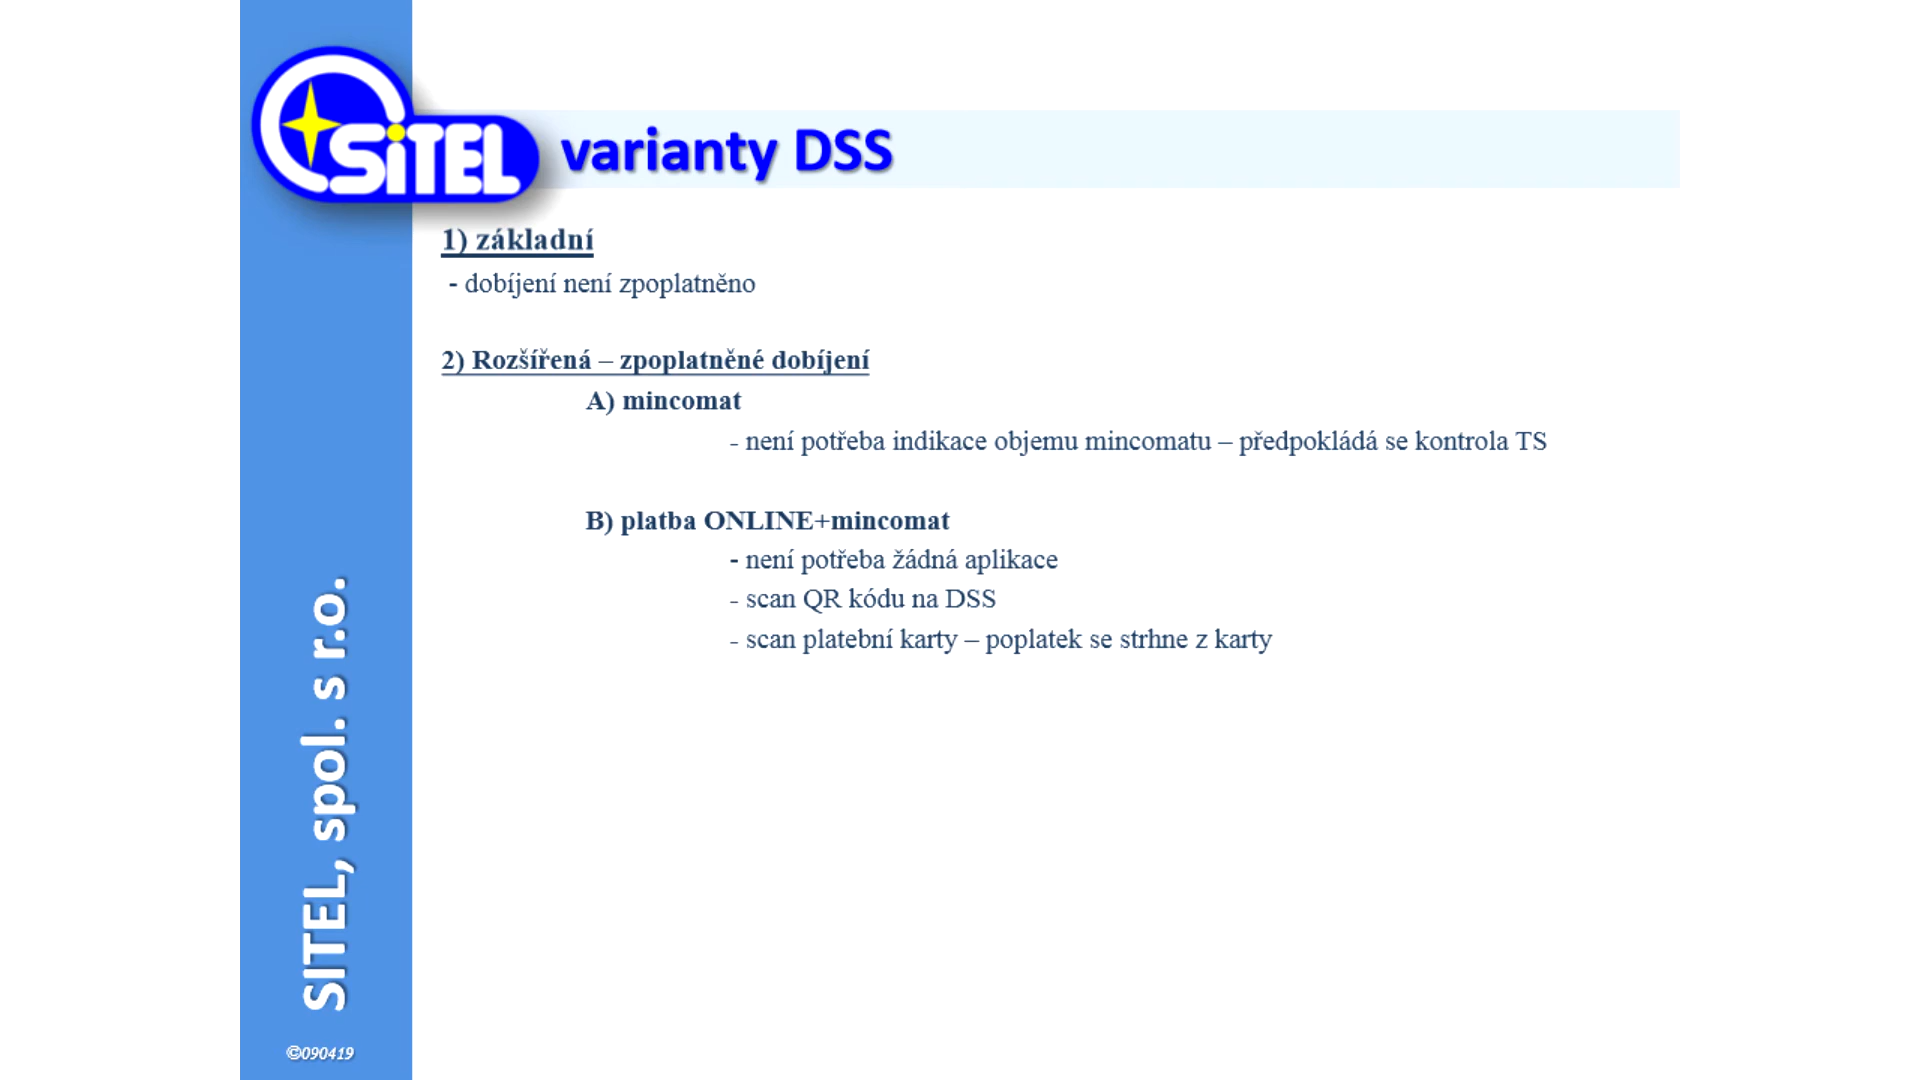 SiTEL
varianty DSS
1) základní
- dobíjení není zpoplatněno
2) Rozšířená – zpoplatněné dobíjení
A) mincomat
- není potřeba indikace objemu mincomatu – předpokládá se kontrola TS
B) platba ONLINE+mincomat
- není potřeba žádná aplikace
- scan QR kódu na DSS
- scan platební karty – poplatek se strhne z karty
SITEL, spol. s r.o.
©090419